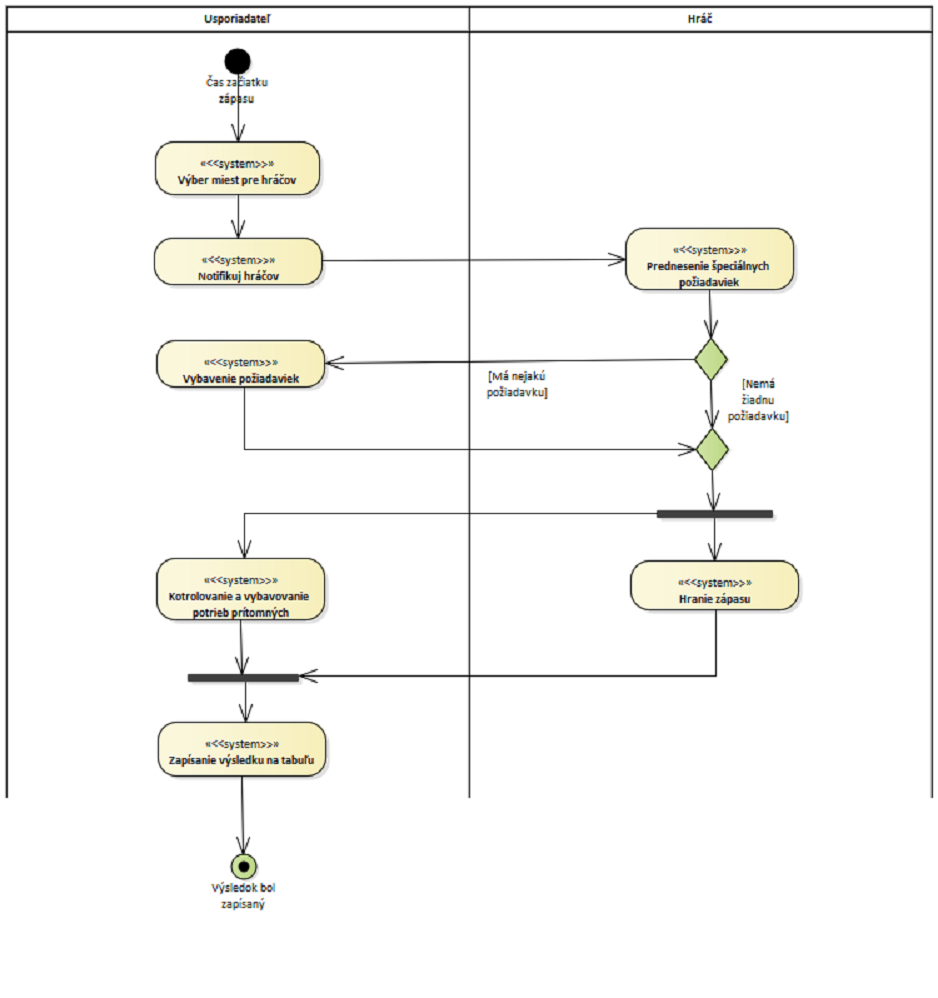 Usporiadateľ
Hráč
Čas začiatku
zápasu
«<<system>>»
Výber miest pre hráčov
«<<system>>»
Notifikuj hráčov
«<<system>>»
Prednesenie špeciálnych
požiadaviek
«<<system>>»
Vybavenie požiadaviek
[Má nejakú
požiadavku]
[Nemá
žiadnu
požiadavku]
«<<system>>»
Kotrolovanie a vybavovanie
potrieb prítomných
«<<system>>»
Hranie zápasu
«<<system>>»
Zapísanie výsledku na tabuľu
Výsledok bol
zapísaný